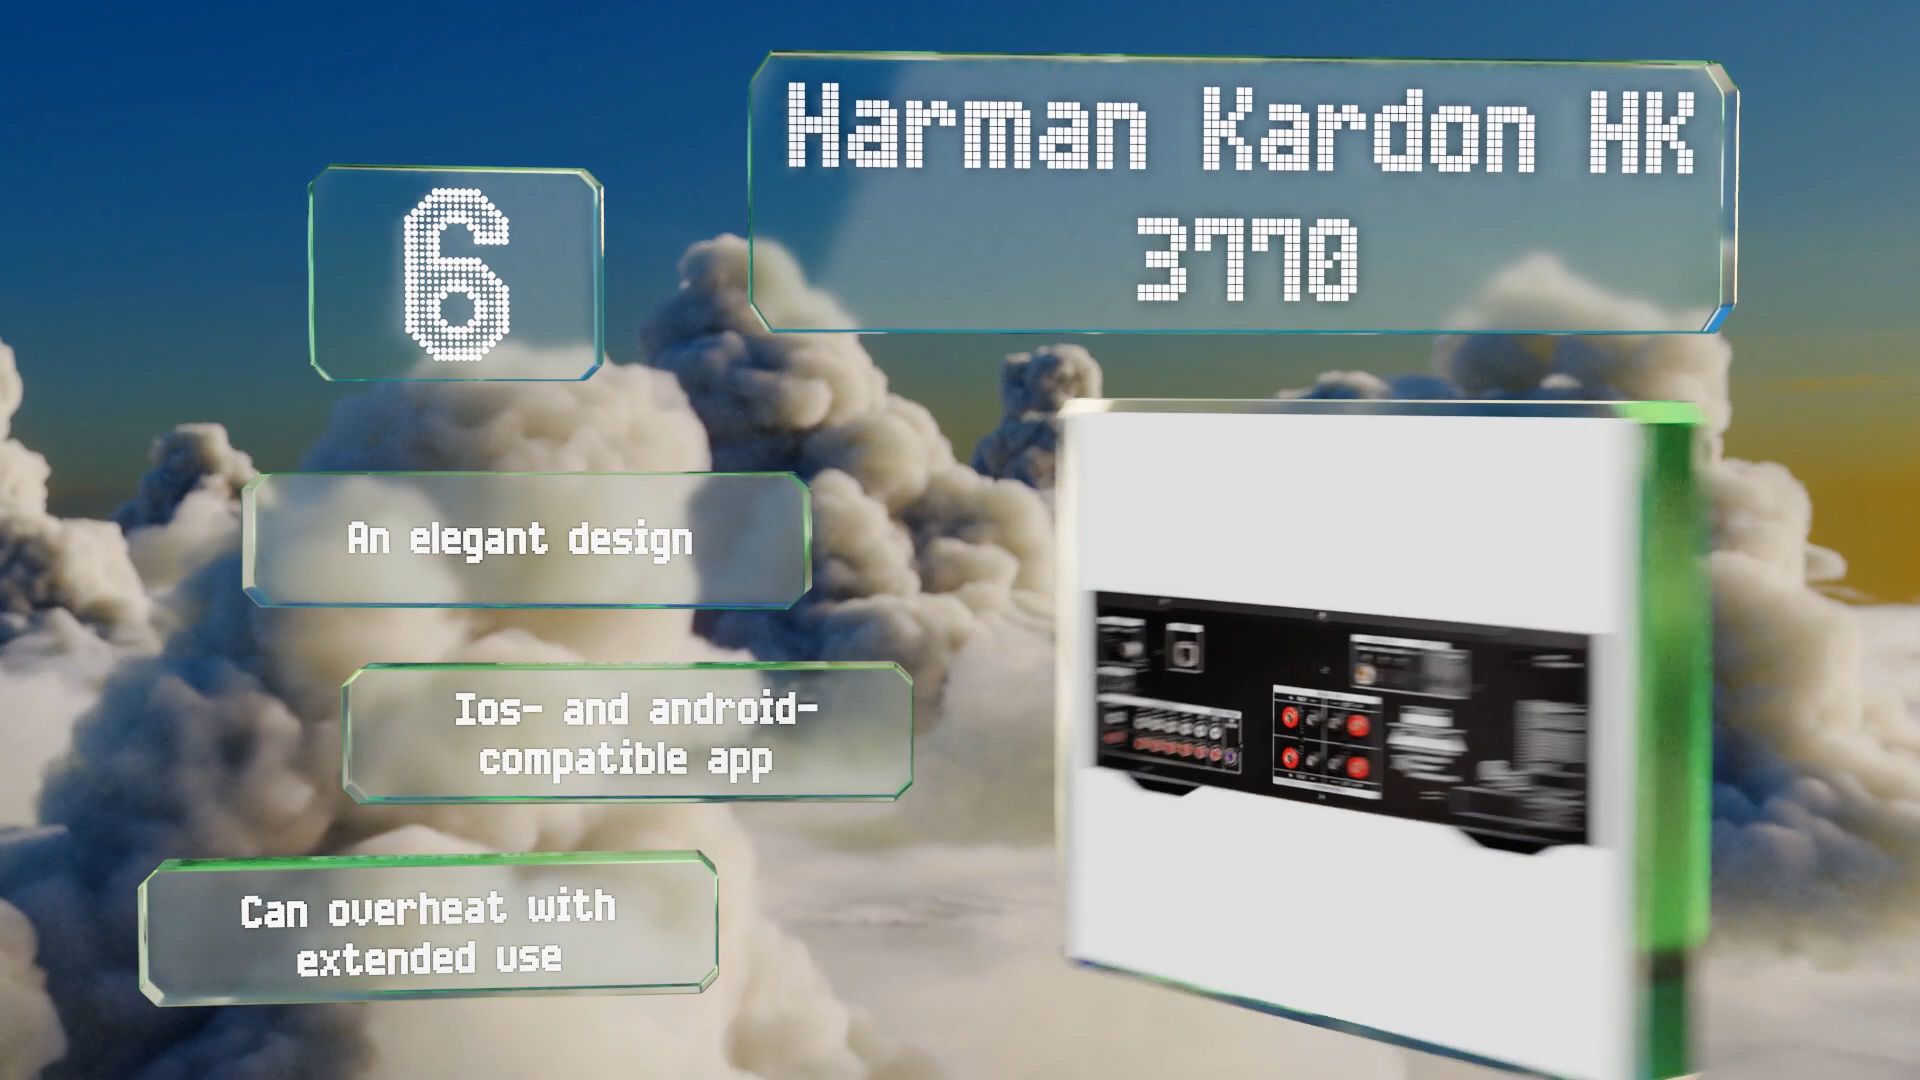 6
Harman Kardon HK
3770
An elegant design
Ios- and android-
compatible app
Can overheat with
extended use